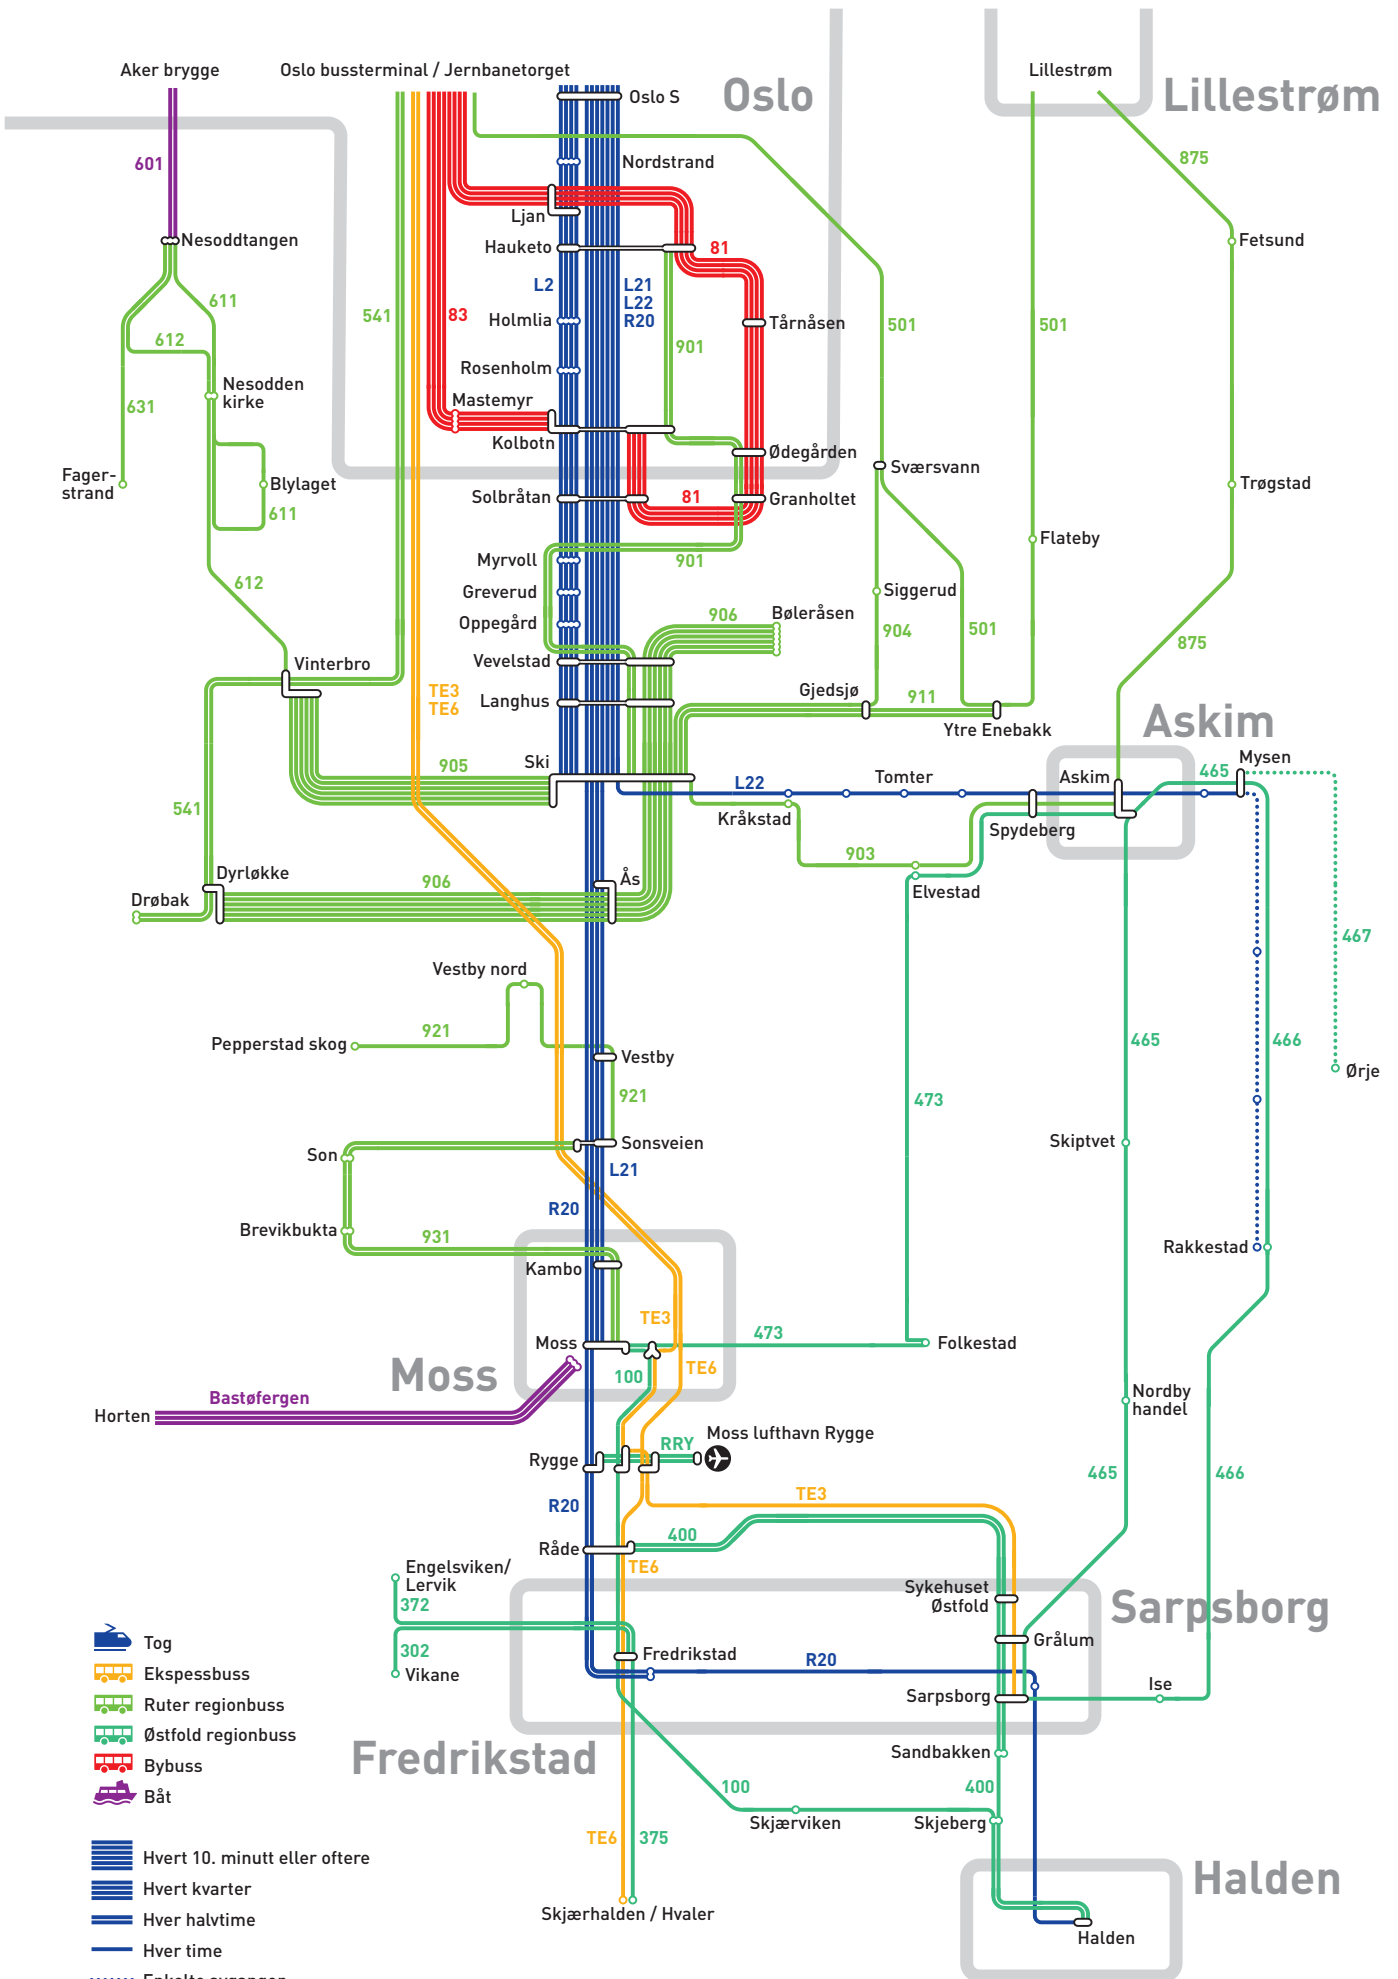 Aker brygge
Oslo bussterminal / Jernbanetorget
Lillestrøm
Oslo S
Oslo
Lillestrøm
601
Nordstrand
875
Ljan
Nesoddtangen
Hauketo
81
Fetsund
611
541
83
L2
L21
L22
R20
Holmlia
Tårnåsen
501
501
612
901
Rosenholm
Nesodden
kirke
631
Mastemyr
Kolbotn
Ødegården
Fager-
strand
Blylaget
Sværsvann
Trøgstad
Solbråtan
81
Granholtet
611
Flateby
Myrvoll
901
612
Greverud
Siggerud
Oppegård
906
Bøleråsen
904
501
875
Vinterbro
Vevelstad
TE3
TE6
Langhus
Gjedsjø
911
Ytre Enebakk
Askim
Ski
905
Mysen
L22
Tomter
Askim
465
541
Kråkstad
Spydeberg
903
Dyrløkke
906
Ås
Elvestad
Drøbak
467
Vestby nord
921
Pepperstad skog
Vestby
465
466
Ørje
921
473
Son
Sonsveien
Skiptvet
L21
R20
Brevikbukta
931
Rakkestad
Kambo
TE3
Moss
473
Folkestad
Moss
100
TE6
Bastøfergen
Horten
Nordby
handel
Moss lufthavn Rygge
RRY
Rygge
465
466
R20
TE3
400
Råde
TE6
Engelsviken/
Lervik
372
Sykehuset
Østfold
Sarpsborg
Tog
302
Fredrikstad
Grålum
Ekspessbuss
Vikane
R20
Ise
Ruter regionbuss
Sarpsborg
Østfold regionbuss
Fredrikstad
Sandbakken
Bybuss
Båt
100
400
Skjærviken
Skjeberg
TE6
375
Hvert 10. minutt eller oftere
Halden
Hvert kvarter
Skjærhalden / Hvaler
Hver halvtime
Halden
Hver time
Enkelte avganger